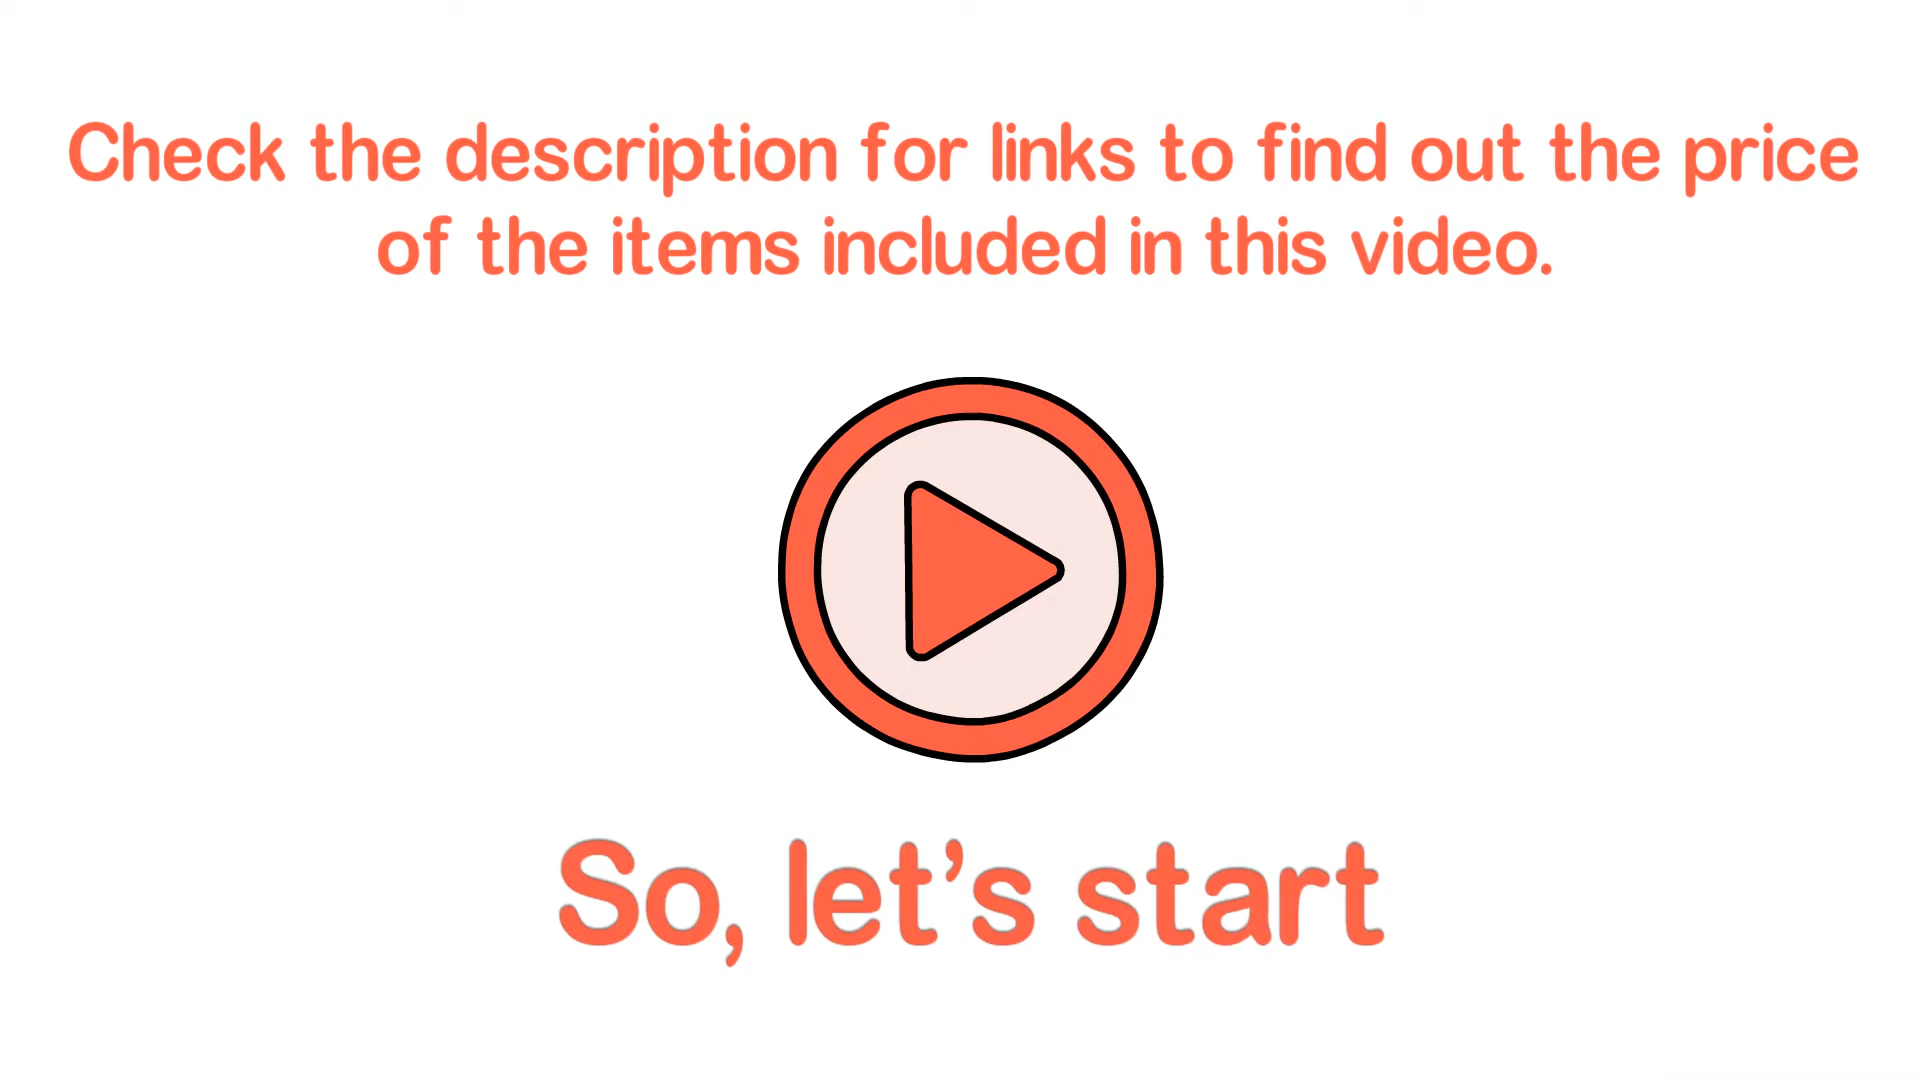 Check the description for links to find out the price
of the items included in this video.
So, let’s start